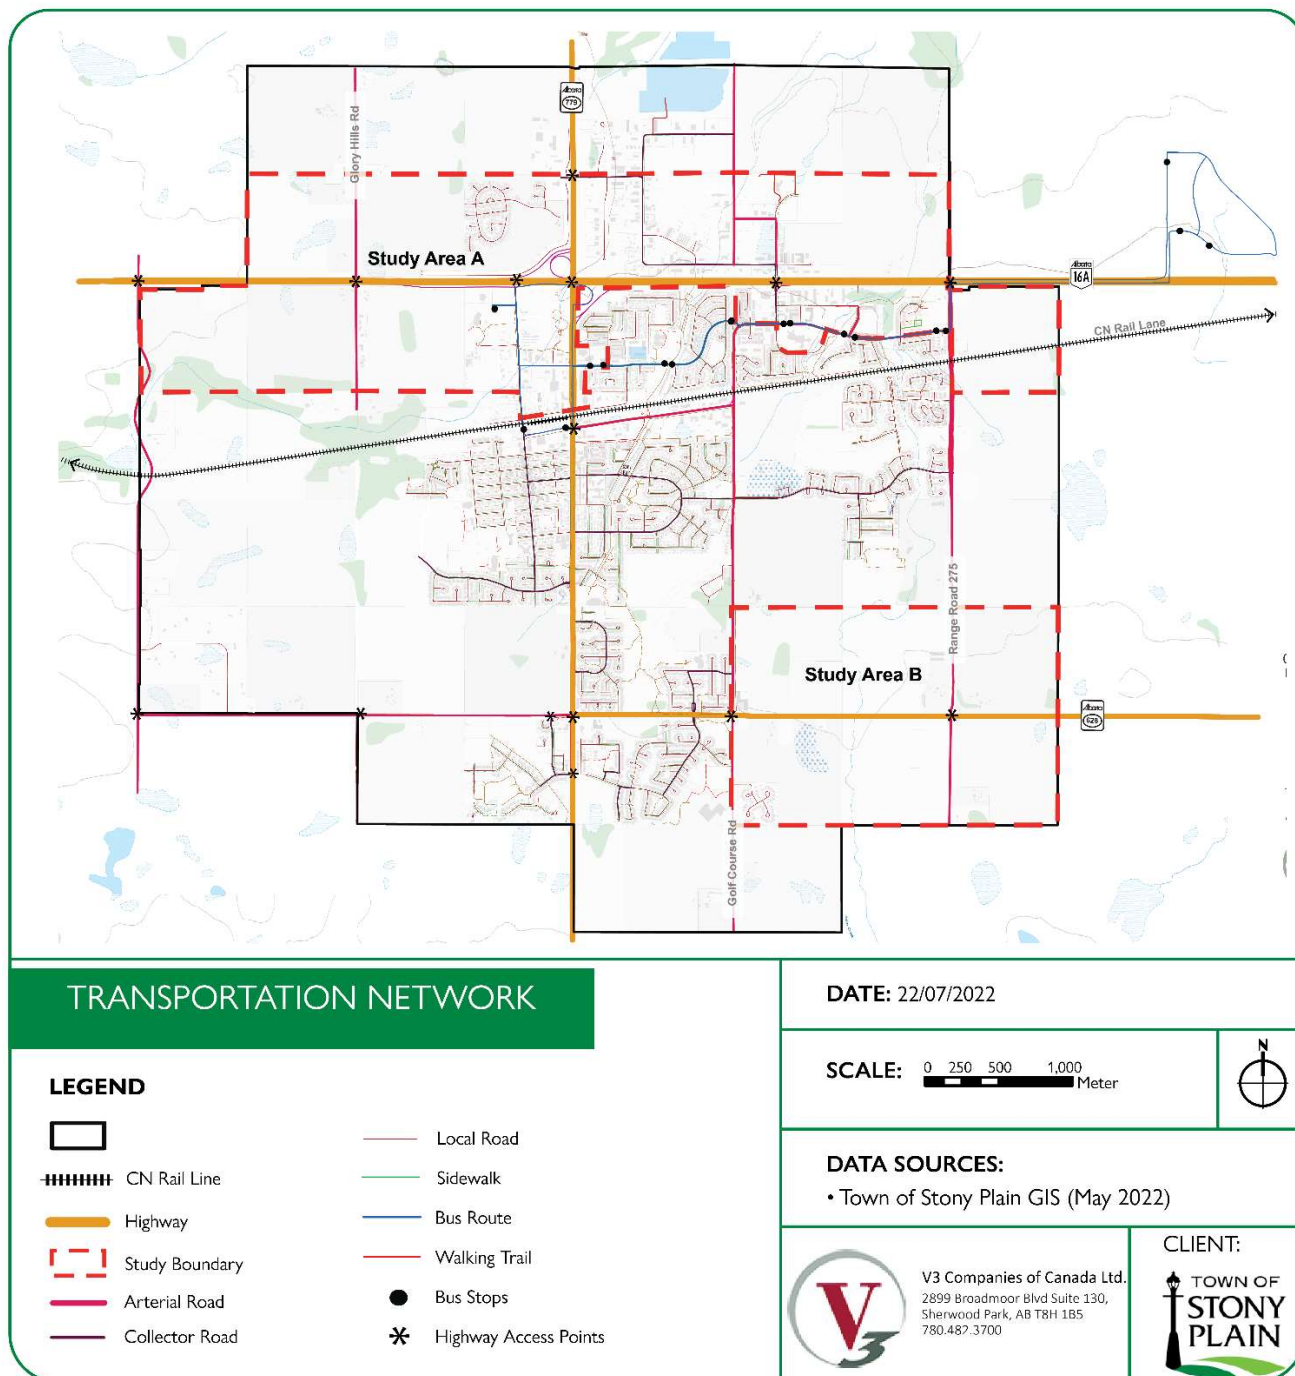 Alberta
779
Glory Hills Rd
Study Area A
Alberta
16A
CN Rail Lane
Range Road 275
Study Area B
Alberta
628
Golf Course Rd
TRANSPORTATION NETWORK
LEGEND
CN Rail Line
Highway
Study Boundary
Arterial Road
Collector Road
Local Road
Sidewalk
Bus Route
Walking Trail
Bus Stops
Highway Access Points
DATE: 22/07/2022
SCALE: 0 250 500 1,000
Meter
N
DATA SOURCES:
• Town of Stony Plain GIS (May 2022)
V3
V3 Companies of Canada Ltd.
2899 Broadmoor Blvd Suite 130,
Sherwood Park, AB T8H 1B5
780.482.3700
CLIENT:
TOWN OF
STONY
PLAIN